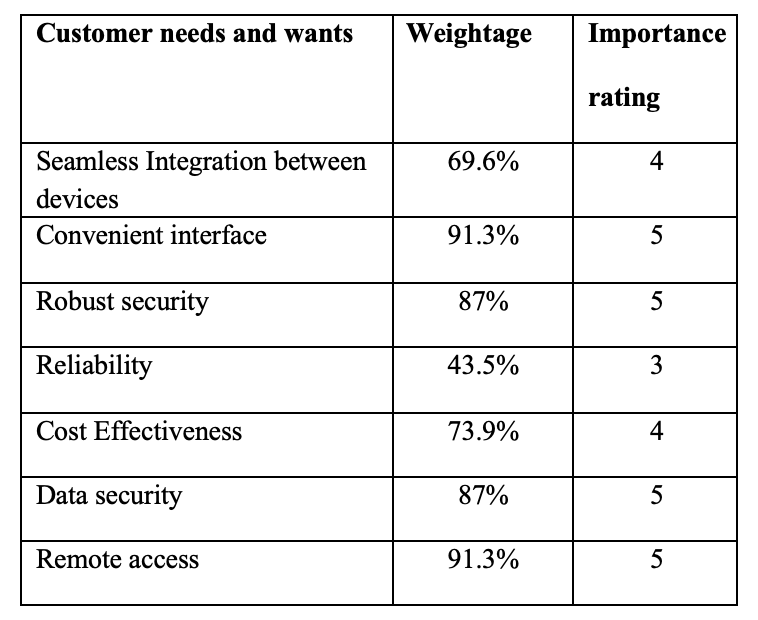 Customer needs and wants Weightage Importance
rating
Seamless Integration between 69.6% 4
devices
Convenient interface 91.3% 5
Robust security 87% 5
Reliability 43.5% 3
Cost Effectiveness 73.9% 4
Data security 87% 5
Remote access 91.3% 5